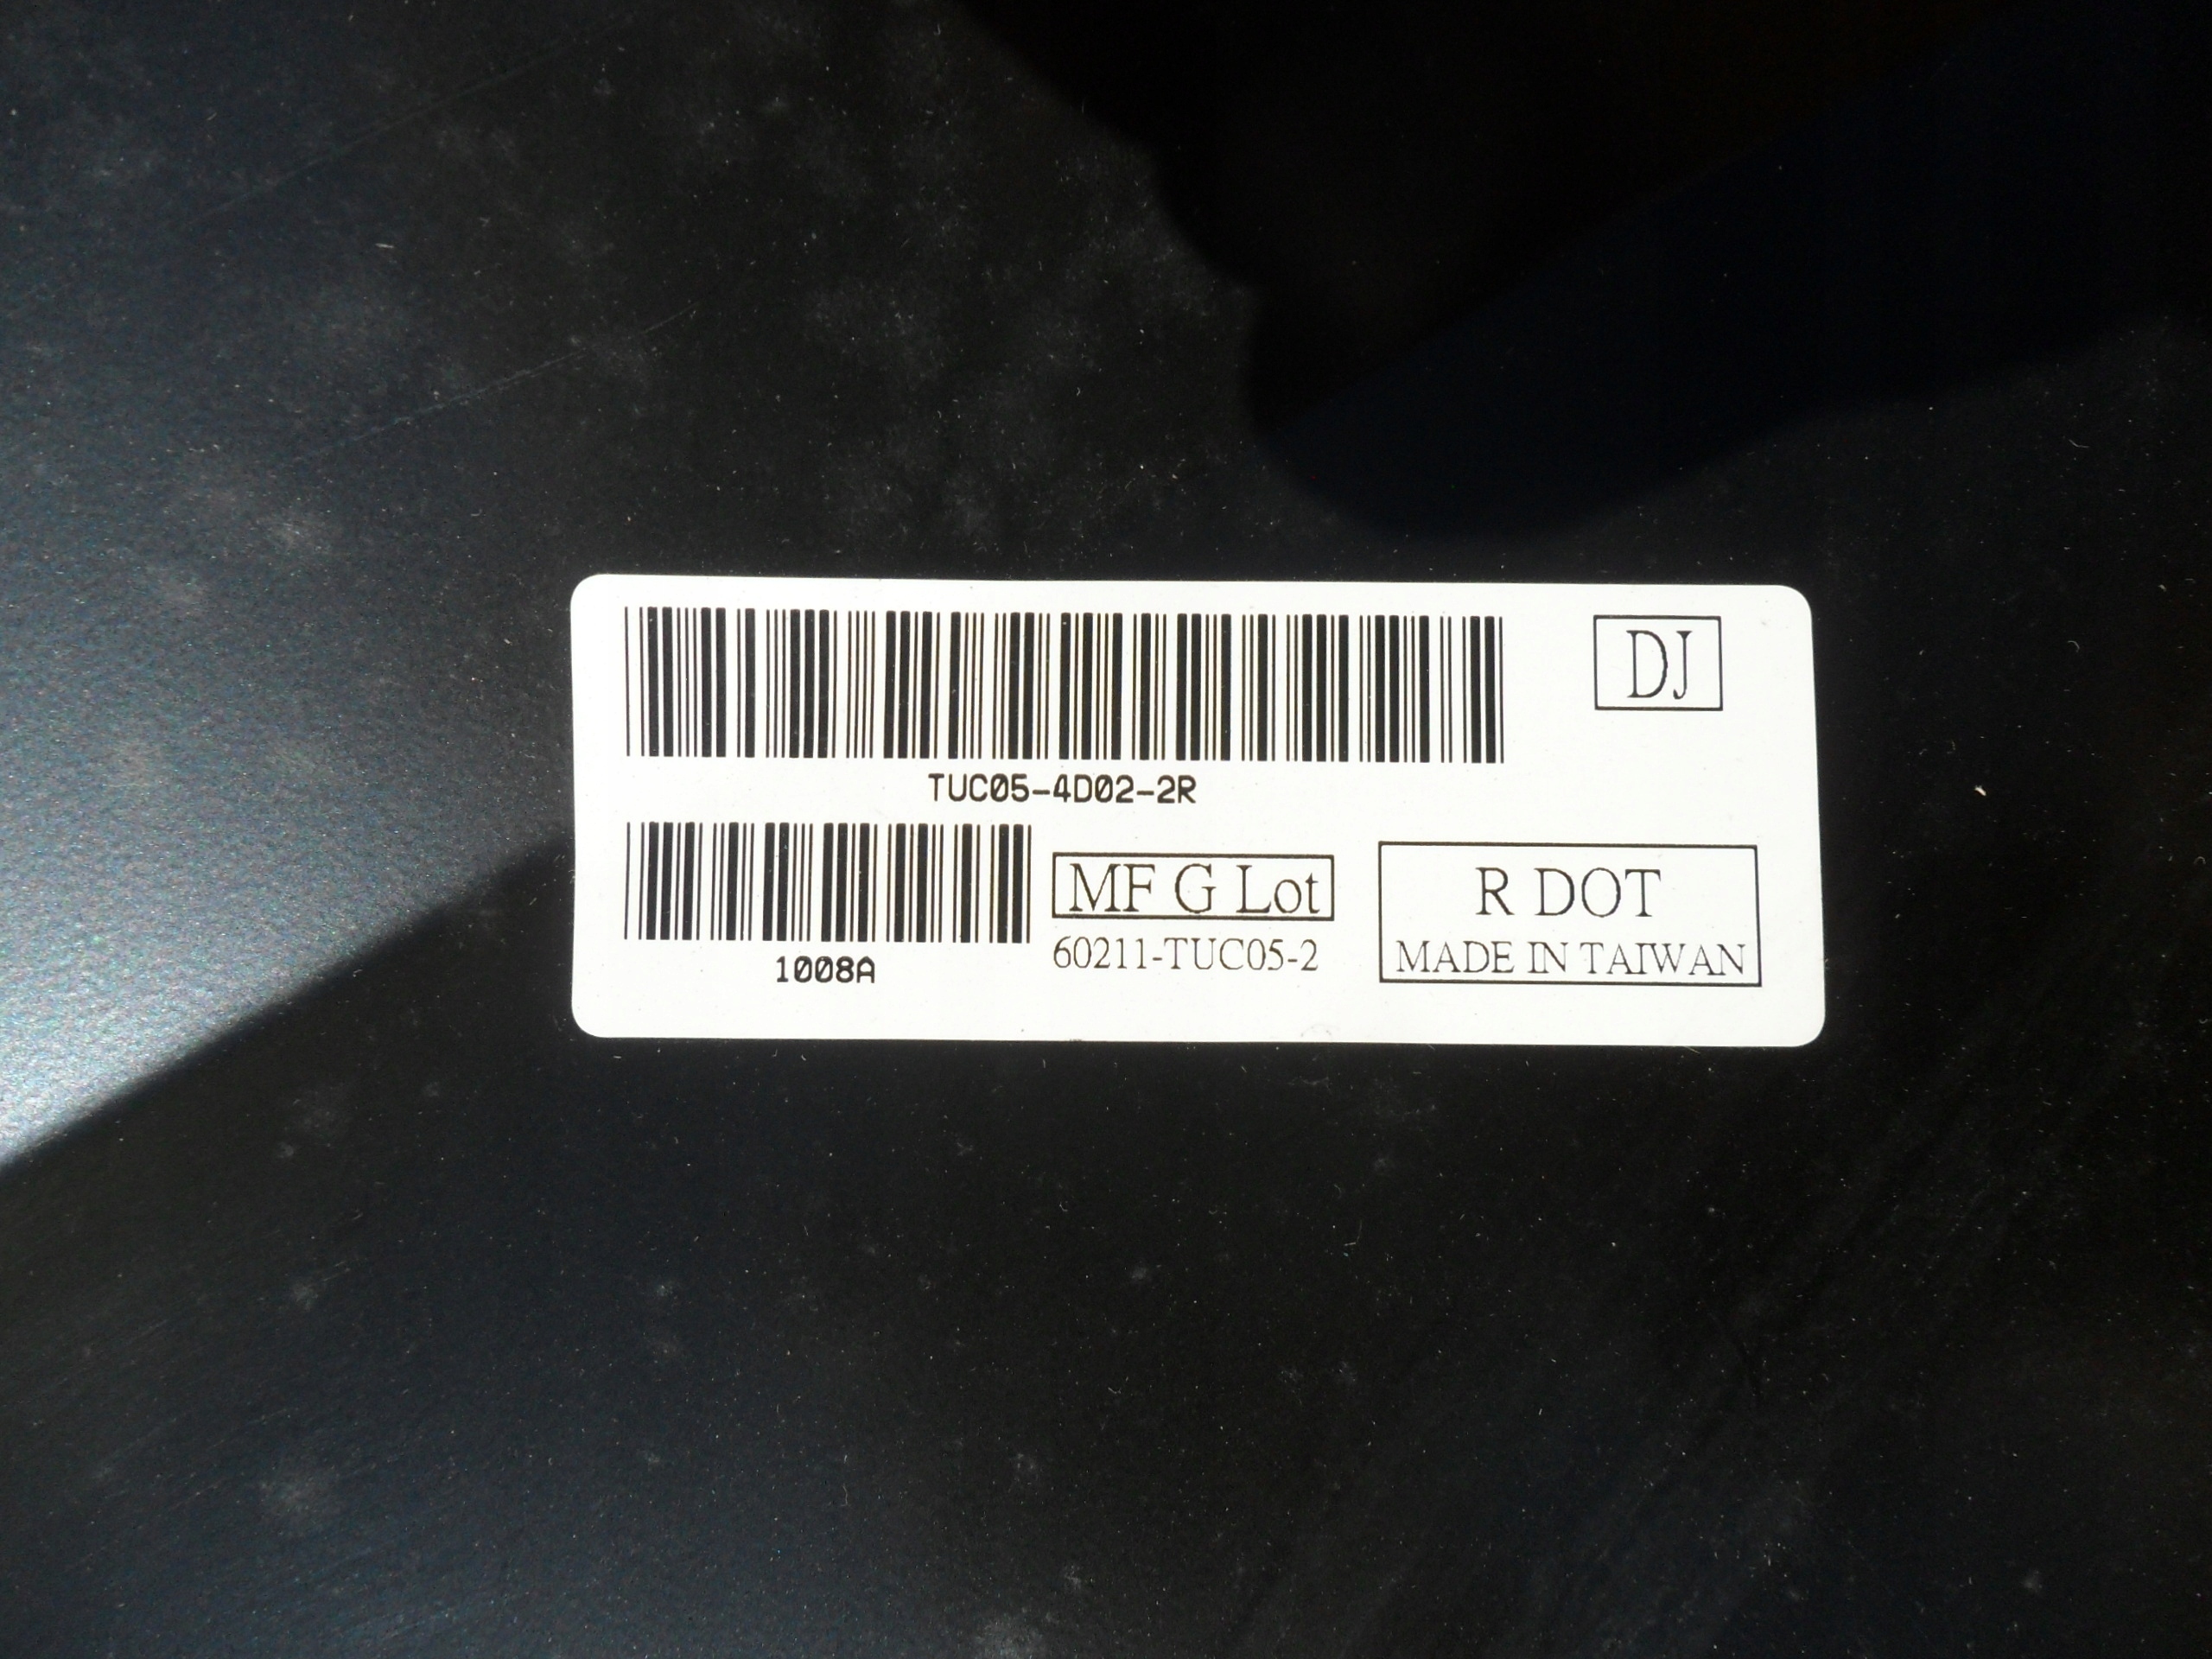 DJ
TUC05-4D02-2R
MF G Lot
R DOT
1008A
60211-TUC05-2
MADE IN TAIWAN